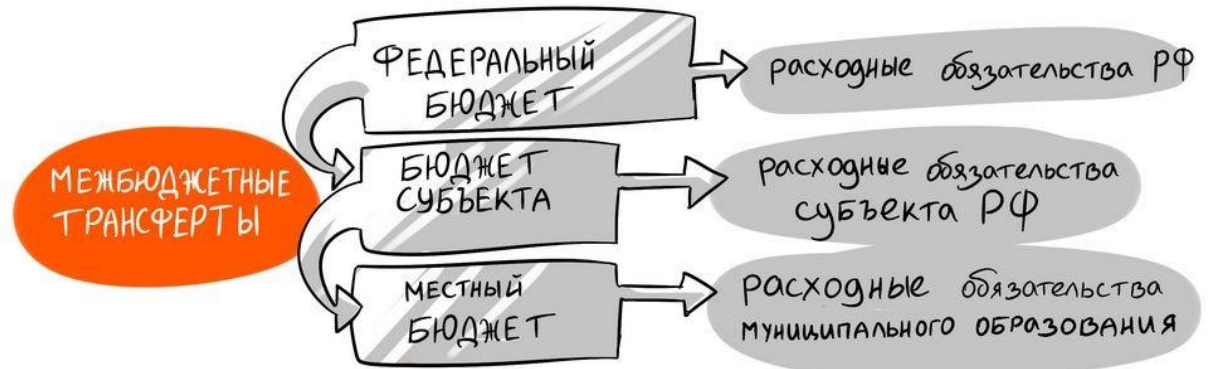 ФЕДЕРАЛЬНЫЙ
БЮДЖЕТ
расходные обязательства РФ
МЕЖБЮДЖЕТНЫЕ
ТРАНСФЕРТЫ
БЮДЖЕТ
СУБЪЕКТА
расходные обязательства
субъекта РФ
МЕСТНЫЙ
БЮДЖЕТ
расходные обязательства
МУНИЦИПАЛЬНОГО ОБРАЗОВАНИЯ